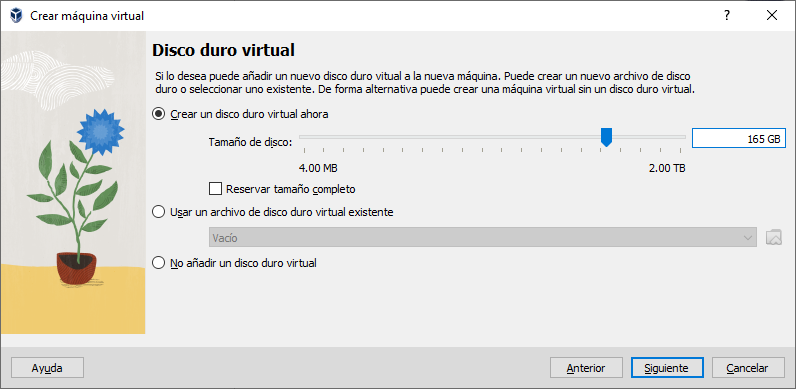 Crear máquina virtual
Disco duro virtual
Si lo desea puede añadir un nuevo disco duro vitual a la nueva máquina. Puede crear un nuevo archivo de disco
duro o seleccionar uno existente. De forma alternativa puede crear una máquina virtual sin un disco duro virtual.
Crear un disco duro virtual ahora
Tamaño de disco:
165 GB
4.00 MB
2.00 TB
Reservar tamaño completo
Usar un archivo de disco duro virtual existente
Vacío
No añadir un disco duro virtual
Ayuda
Anterior
Siguiente
Cancelar